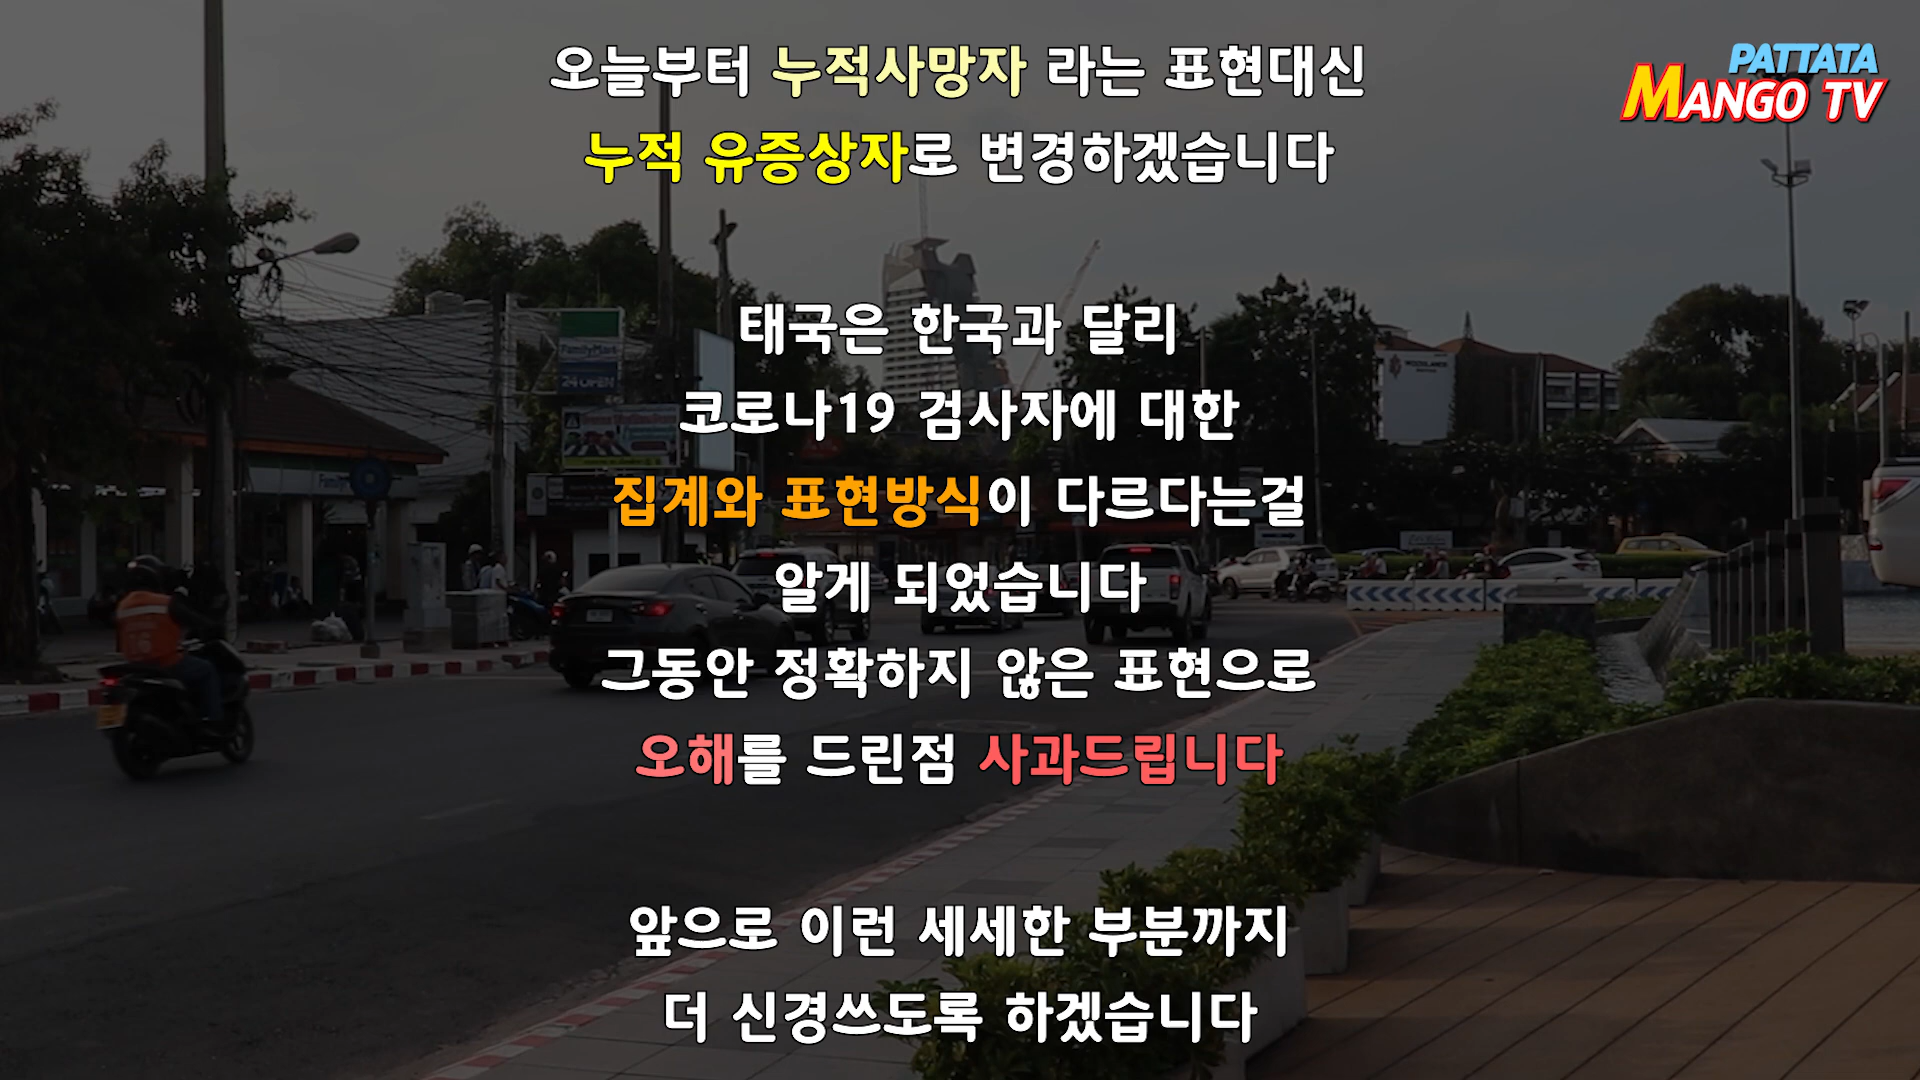 오늘부터 누적사망자 라는 표현대신
누적 유증상자로 변경하겠습니다
태국은 한국과 달리
코로나19 검사자에 대한
집계와 표현방식이 다르다는걸
알게 되었습니다
그동안 정확하지 않은 표현으로
오해를 드린점 사과드립니다
앞으로 이런 세세한 부분까지
더 신경쓰도록 하겠습니다
PATTATA
MANGO TV
FamilyMart
24 OPEN
Family